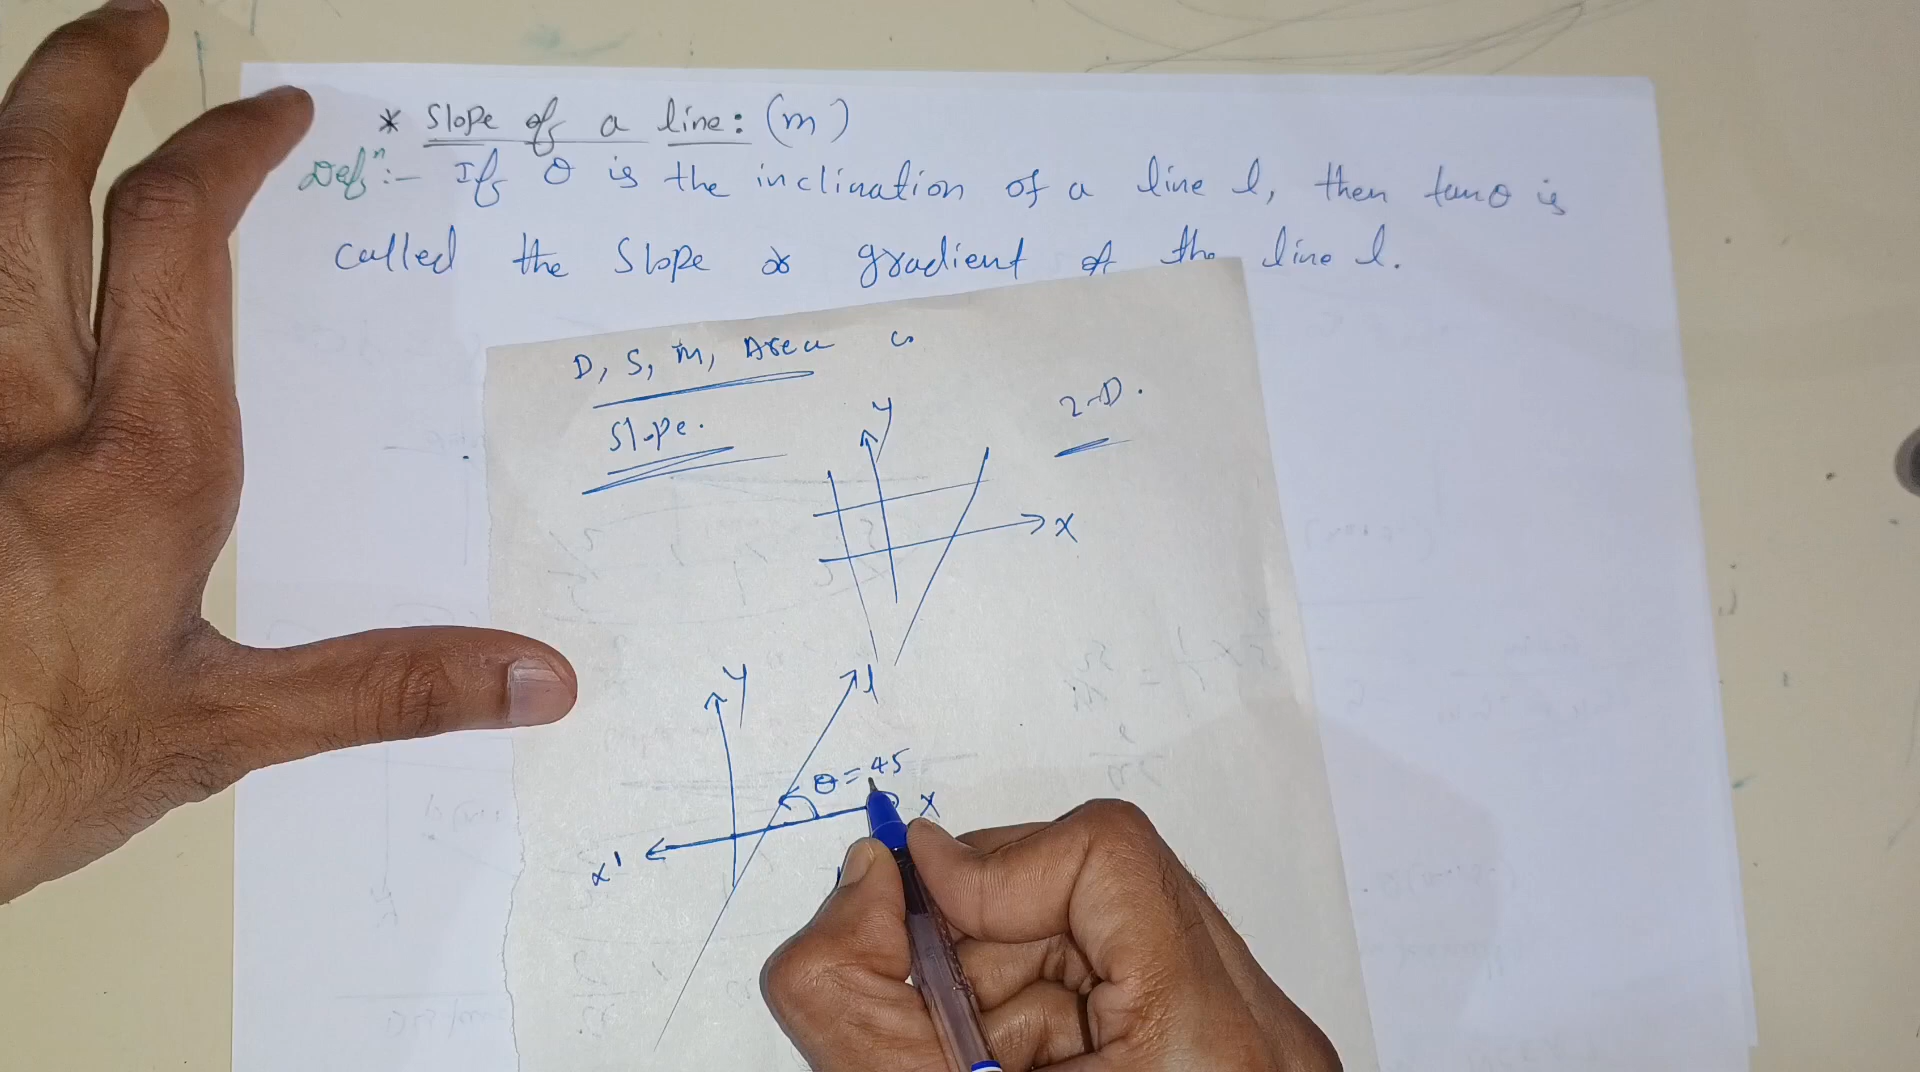 * Slope of a line: (m)
Defⁿ :- If θ is the inclination of a line l, then tanθ is
called the Slope or gradient of the line l.
D, S, M, Area
Slope.
2-D.
y
x
y
l
θ = 45
x
x'